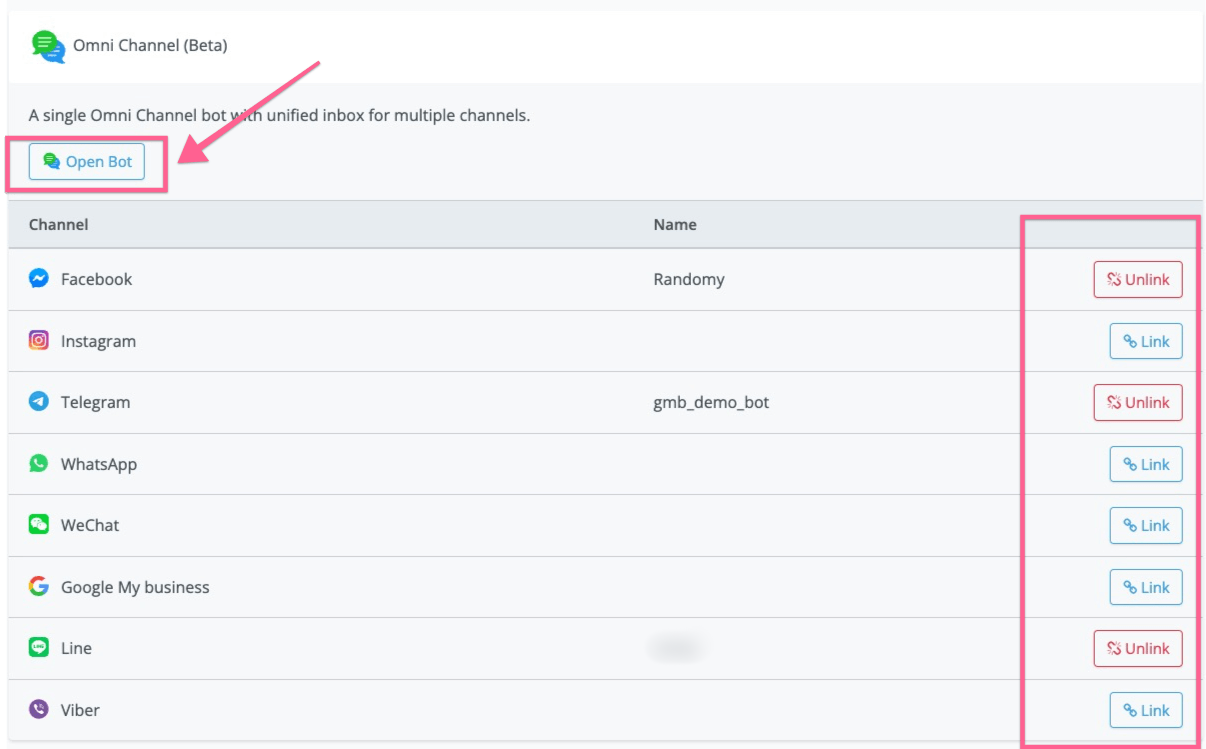 Omni Channel (Beta)
A single Omni Channel bot with unified inbox for multiple channels.
Open Bot
Channel Name
Facebook Randomy Unlink
Instagram Link
Telegram gmb_demo_bot Unlink
WhatsApp Link
WeChat Link
Google My business Link
Line Unlink
Viber Link